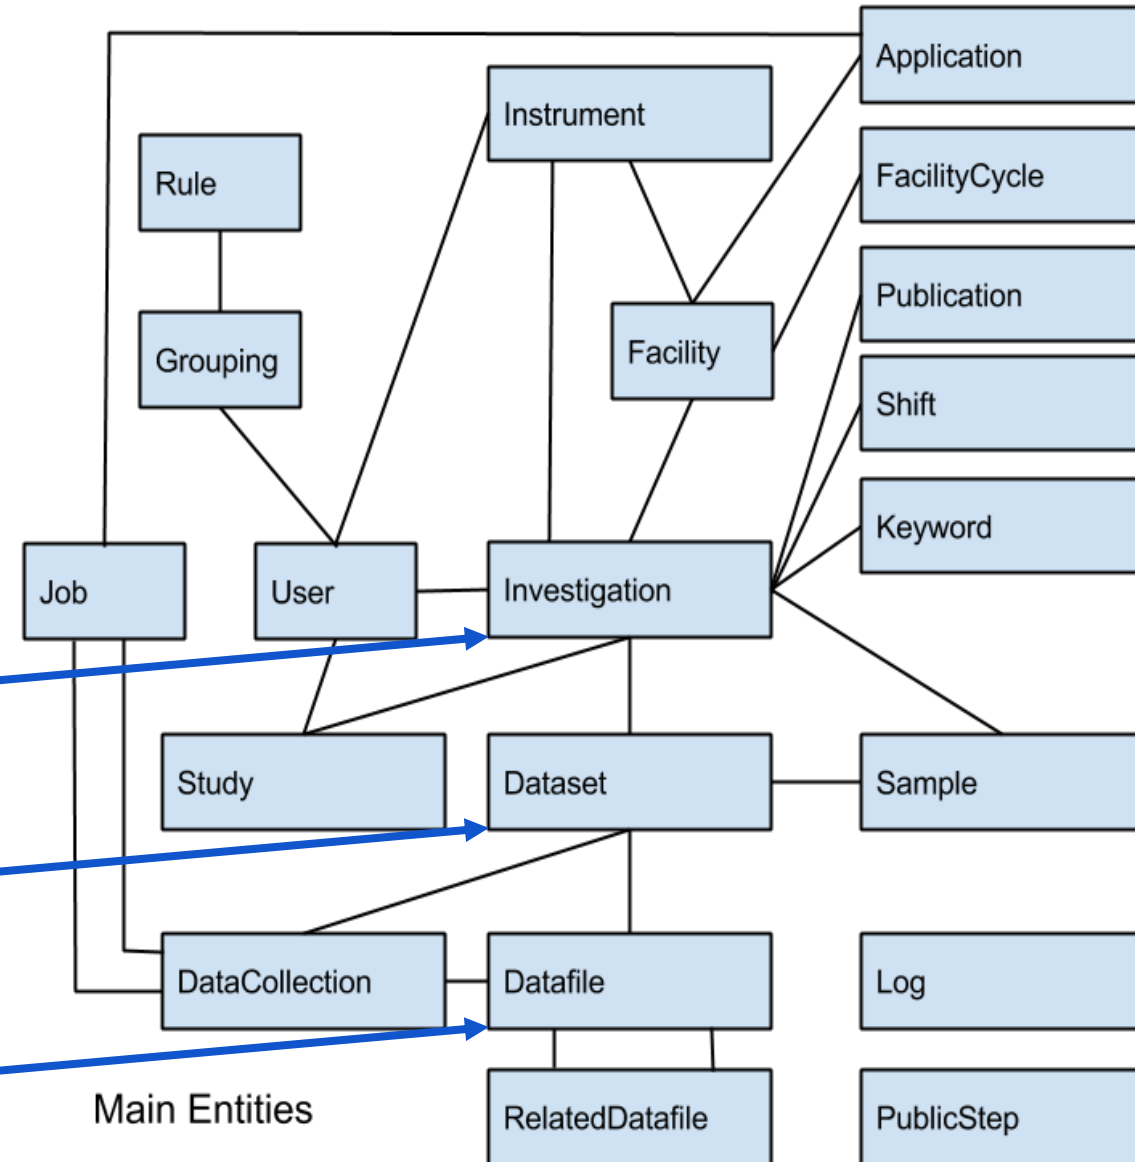 Application
Instrument
FacilityCycle
Rule
Publication
Facility
Grouping
Shift
Keyword
Job
User
Investigation
Study
Dataset
Sample
DataCollection
Datafile
Log
Main Entities
RelatedDatafile
PublicStep